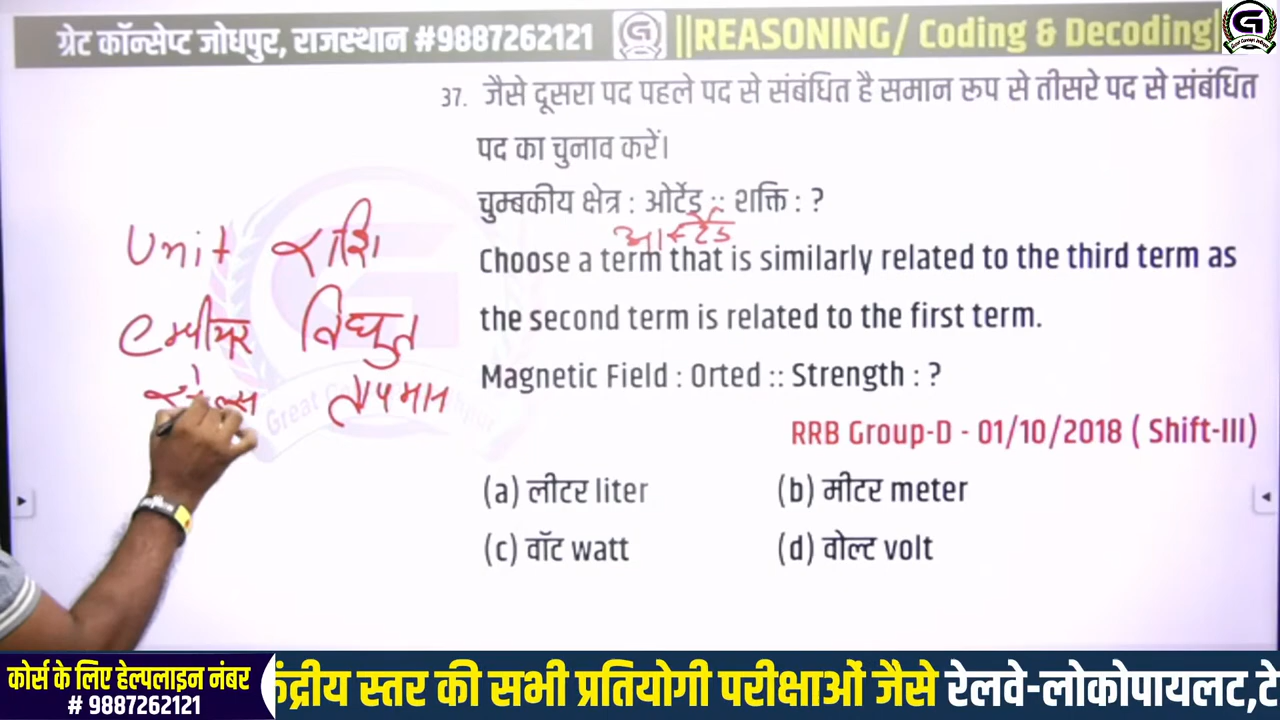 ग्रेट कॉन्सेप्ट जोधपुर, राजस्थान #9887262121
||REASONING/ Coding & Decoding||
37. जैसे दूसरा पद पहले पद से संबंधित है समान रूप से तीसरे पद से संबंधित
पद का चुनाव करें।
चुम्बकीय क्षेत्र : ओर्टेड :: शक्ति : ?
Choose a term that is similarly related to the third term as
the second term is related to the first term.
Magnetic Field : Orted :: Strength : ?
RRB Group-D - 01/10/2018 ( Shift-III)
(a) लीटर liter
(b) मीटर meter
(c) वॉट watt
(d) वोल्ट volt
Unit राशि
एम्पीयर विद्युत
तापमान
कोर्स के लिए हेल्पलाइन नंबर
# 9887262121
केंद्रीय स्तर की सभी प्रतियोगी परीक्षाओं जैसे रेलवे-लोकोपायलट,टे